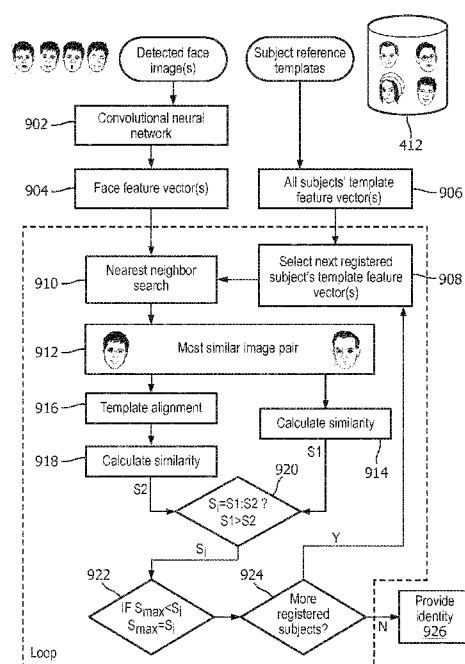 Detected face
image(s)
Subject reference
templates
412
902
Convolutional neural
network
904
Face feature vector(s)
All subjects' template
feature vector(s)
906
910
Nearest neighbor
search
Select next registered
subject's template feature
vector(s)
908
912
Most similar image pair
916
Template alignment
Calculate similarity
914
918
Calculate similarity
S1
S2
920
Si=S1:S2 ?
S1>S2
Si
Y
922
IF Smax<Si
Smax=Si
924
More
registered
subjects?
N
Provide
identity
926
Loop